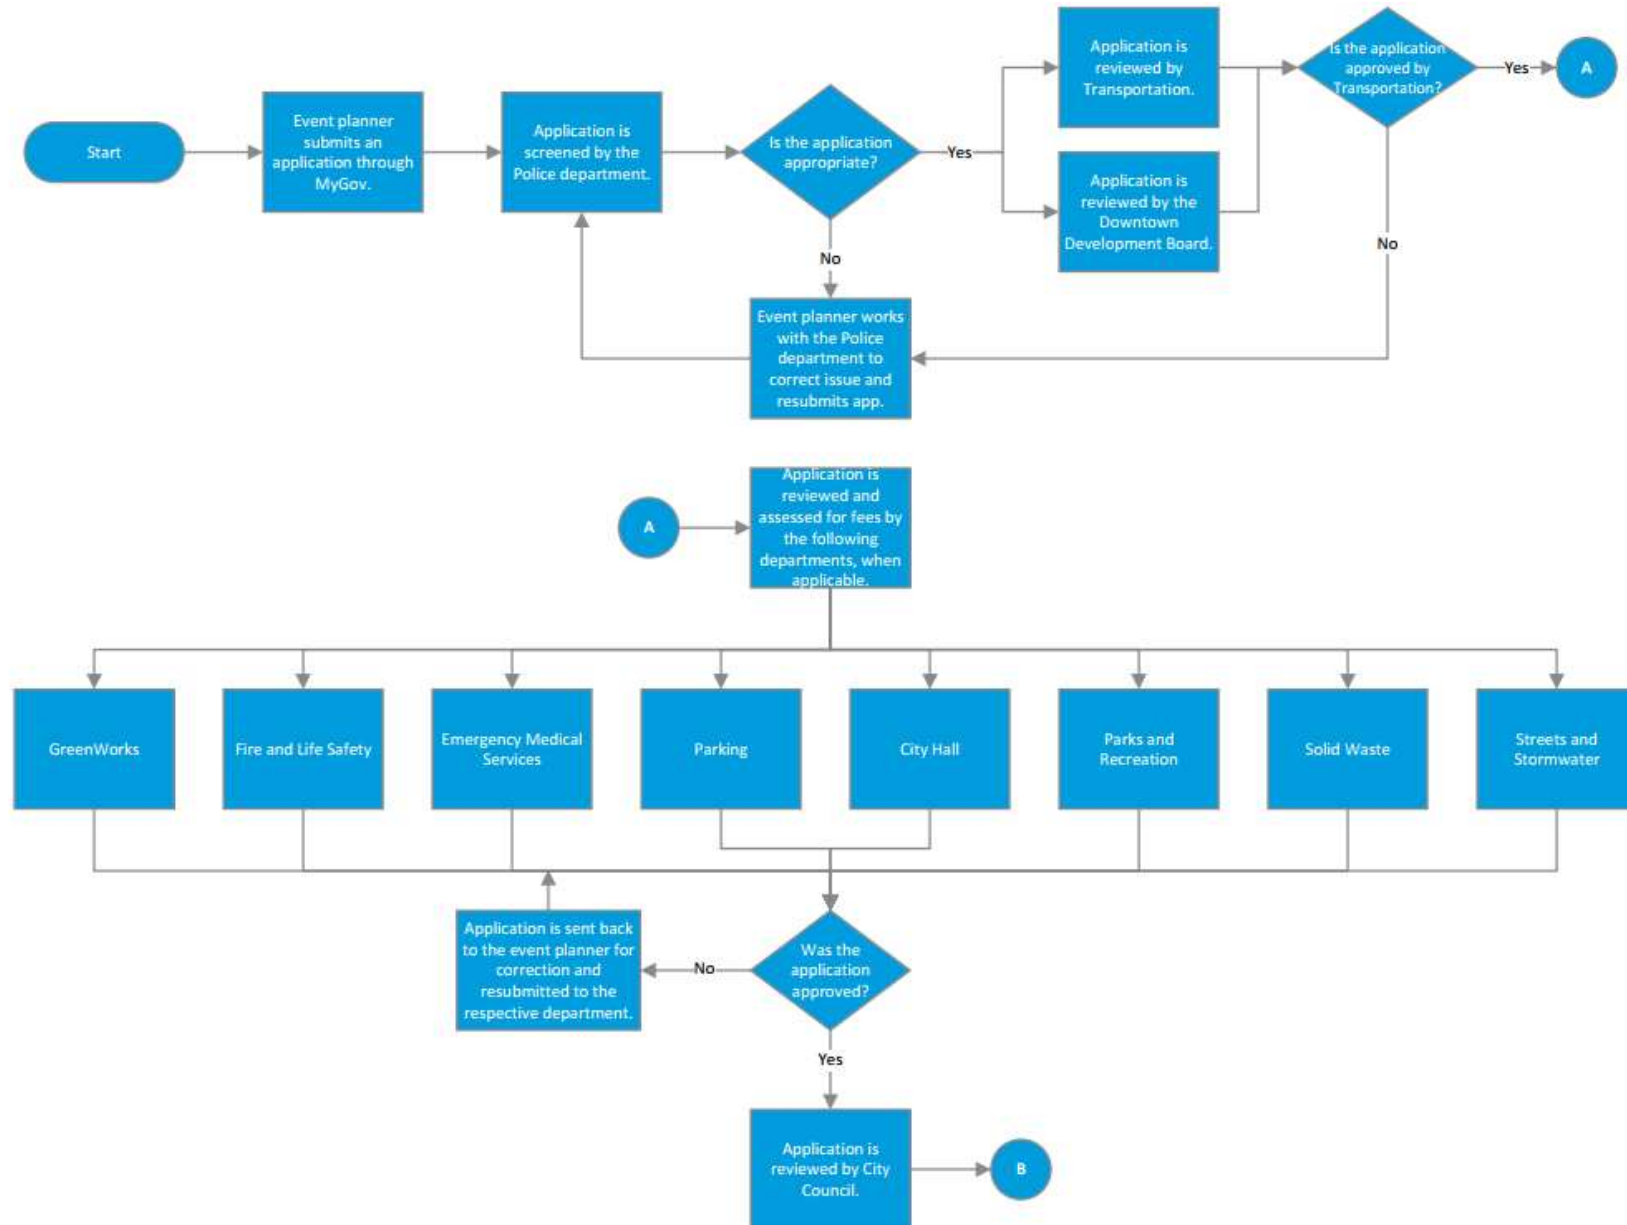 Start
Event planner
submits an
application through
MyGov.
Application is
screened by the
Police department.
Is the application
appropriate?
Yes
Application is
reviewed by
Transportation.
Application is
reviewed by the
Downtown
Development Board.
Is the application
approved by
Transportation?
Yes
A
No
No
Event planner works
with the Police
department to
correct issue and
resubmits app.
A
Application is
reviewed and
assessed for fees by
the following
departments, when
applicable.
GreenWorks
Fire and Life Safety
Emergency Medical
Services
Parking
City Hall
Parks and
Recreation
Solid Waste
Streets and
Stormwater
Application is sent back
to the event planner for
correction and
resubmitted to the
respective department.
No
Was the
application
approved?
Yes
Application is
reviewed by City
Council.
B